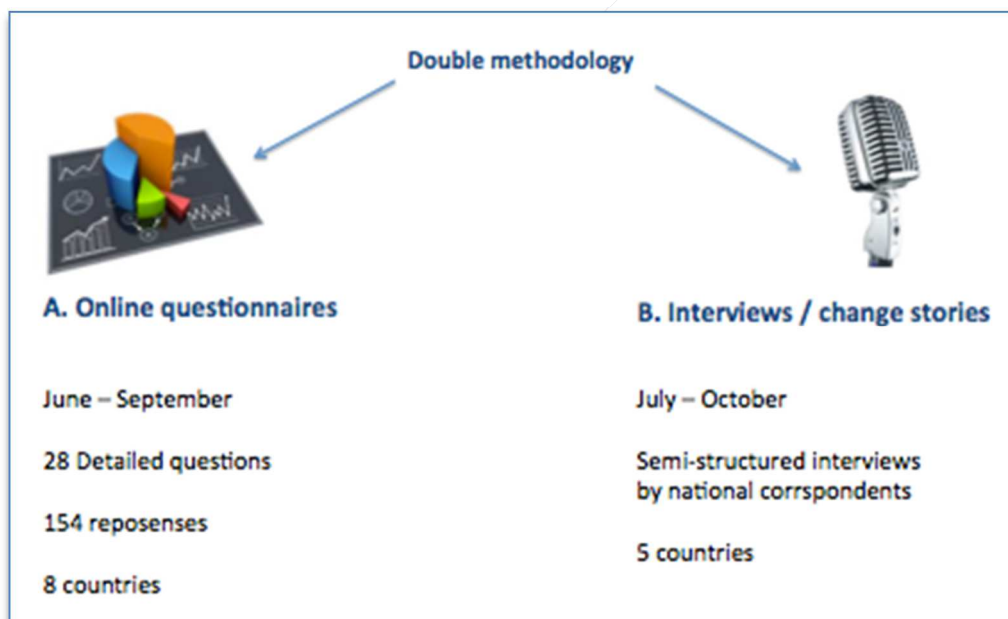 Double methodology
A. Online questionnaires
June – September
28 Detailed questions
154 reposenses
8 countries
B. Interviews / change stories
July – October
Semi-structured interviews
by national corrspondents
5 countries